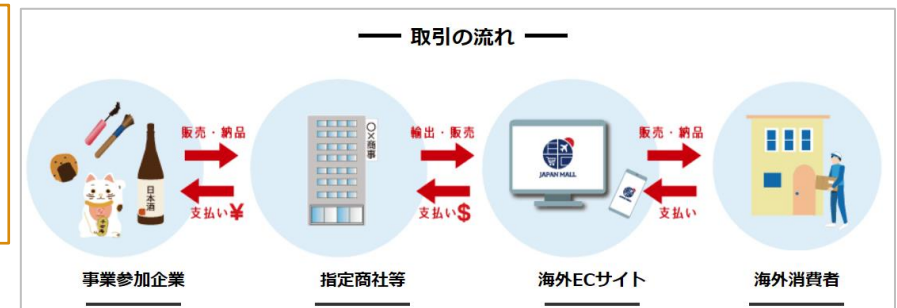 取引の流れ
販売・納品
支払い¥
日本酒
〇×商事
輸出・販売
支払い$
JAPAN MALL
販売・納品
支払い
事業参加企業
指定商社等
海外ECサイト
海外消費者